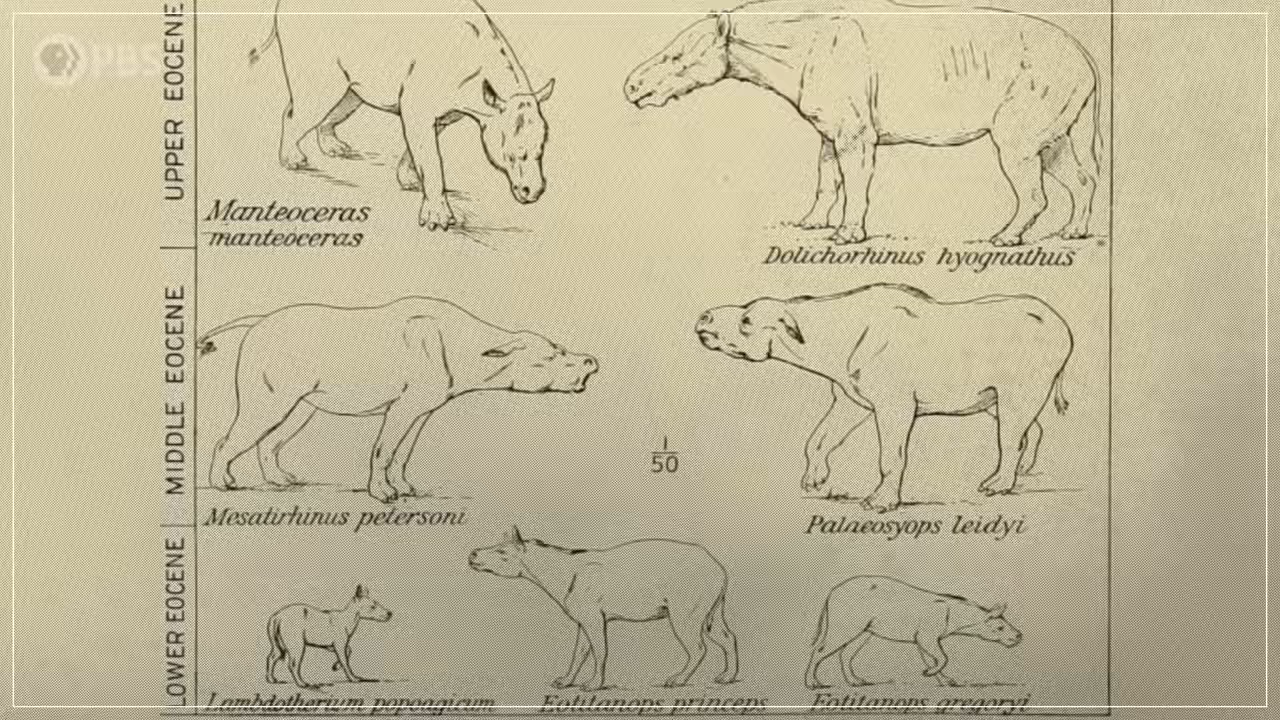 PBS
UPPER EOCENE
Manteoceras
manteoceras
Dolichorhinus hyognathus
MIDDLE EOCENE
Mesatirhinus petersoni
1
50
Palaeosyops leidyi
LOWER EOCENE
Lambdotherium popoagicum
Eotitanops princeps
Eotitanops gregoryi